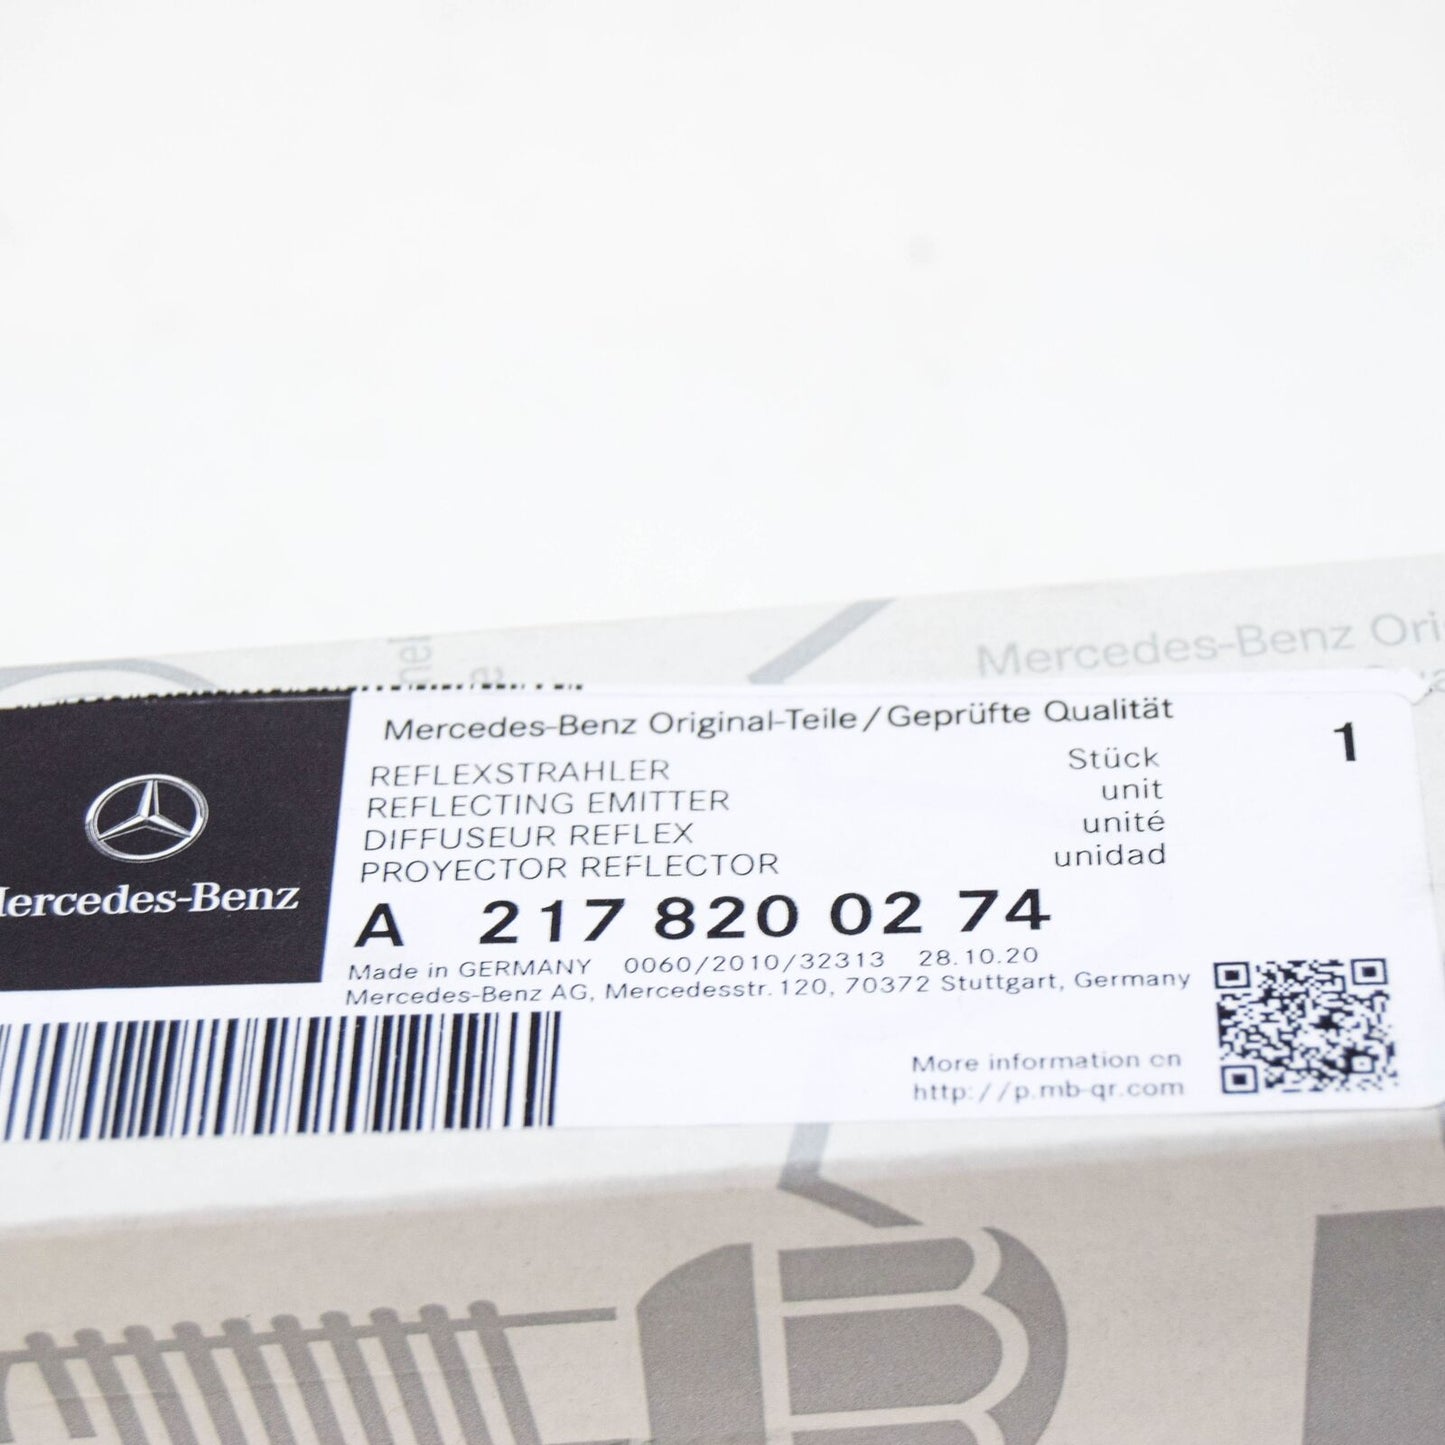 Mercedes-Benz Ori
Mercedes-Benz Original-Teile/Geprüfte Qualität
1
REFLEXSTRAHLER Stück
REFLECTING EMITTER unit
DIFFUSEUR REFLEX unité
PROYECTOR REFLECTOR unidad
Mercedes-Benz
A 217 820 02 74
Made in GERMANY 0060/2010/32313 28.10.20
Mercedes-Benz AG, Mercedesstr. 120, 70372 Stuttgart, Germany
More information on
http://p.mb-qr.com